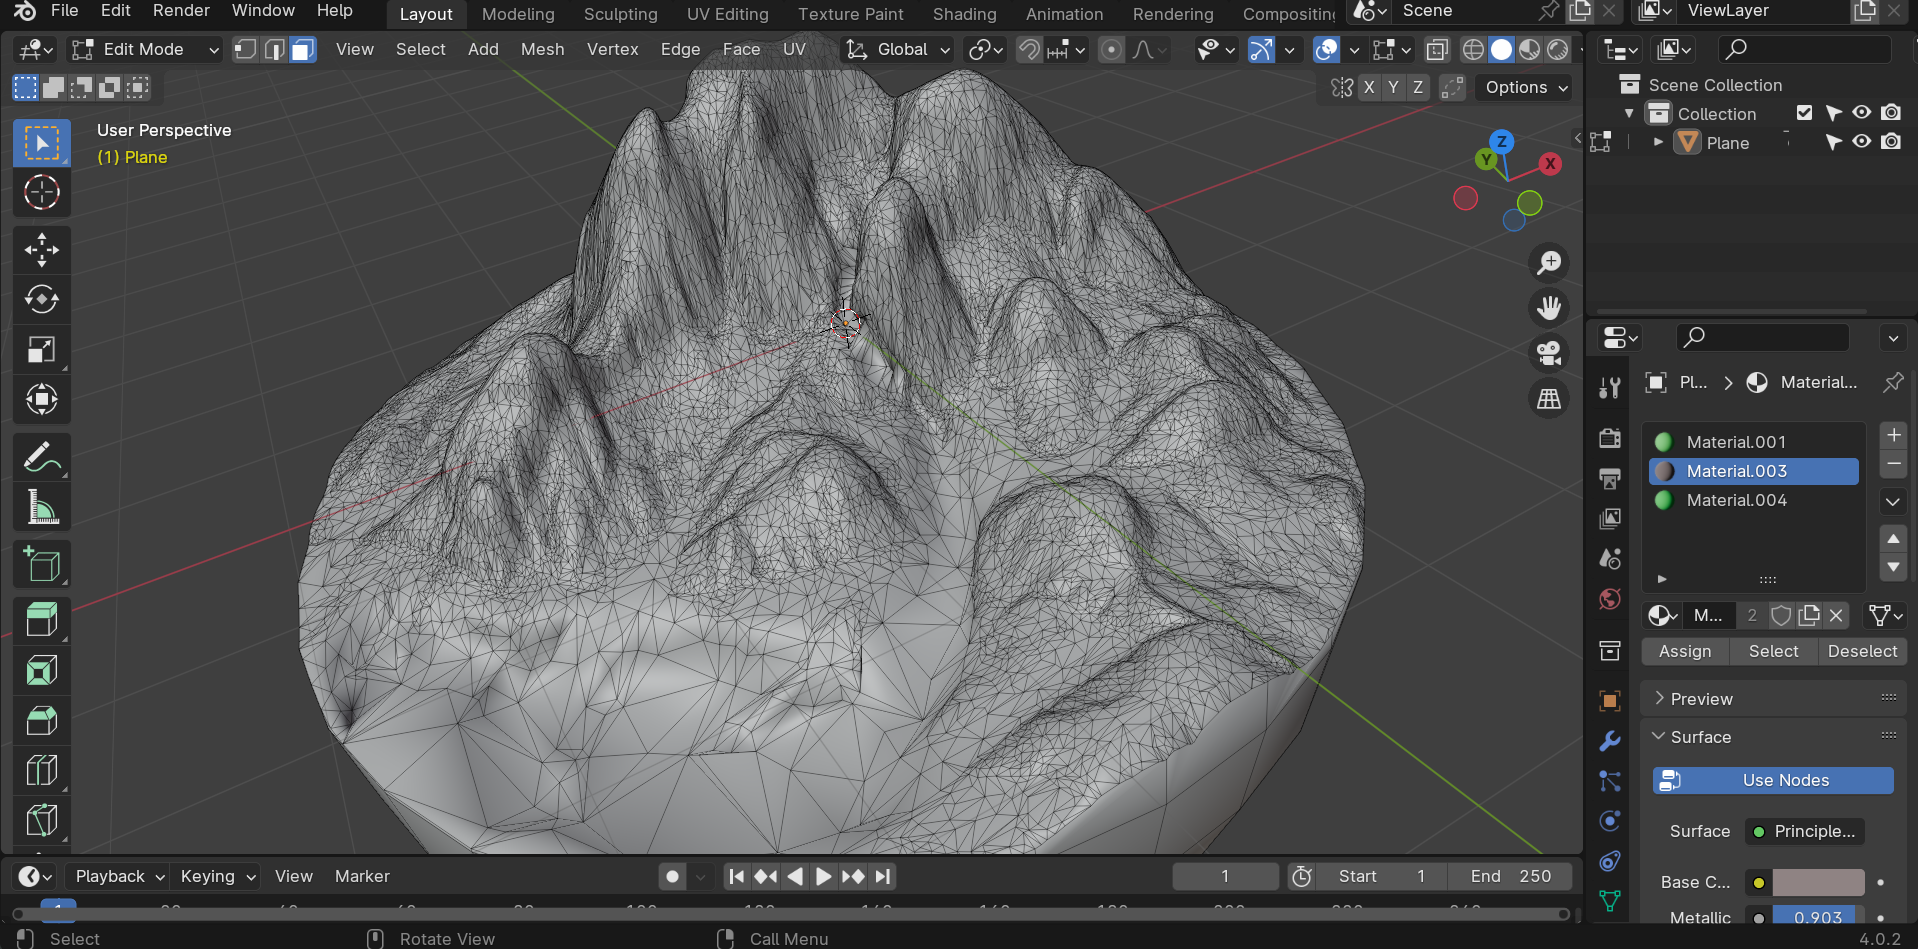 File Edit Render Window Help Layout Modeling Sculpting UV Editing Texture Paint Shading Animation Rendering Compositing Scene ViewLayer
Edit Mode View Select Add Mesh Vertex Edge Face UV Global
X Y Z Options
User Perspective
(1) Plane
Z
Y
X
Scene Collection
Collection
Plane
Pl... Material...
Material.001
Material.003
Material.004
M... 2
Assign Select Deselect
Preview
Surface
Use Nodes
Surface Principle...
Base C...
Metallic 0.903
Playback Keying View Marker 1 Start 1 End 250
1
Select Rotate View Call Menu 4.0.2